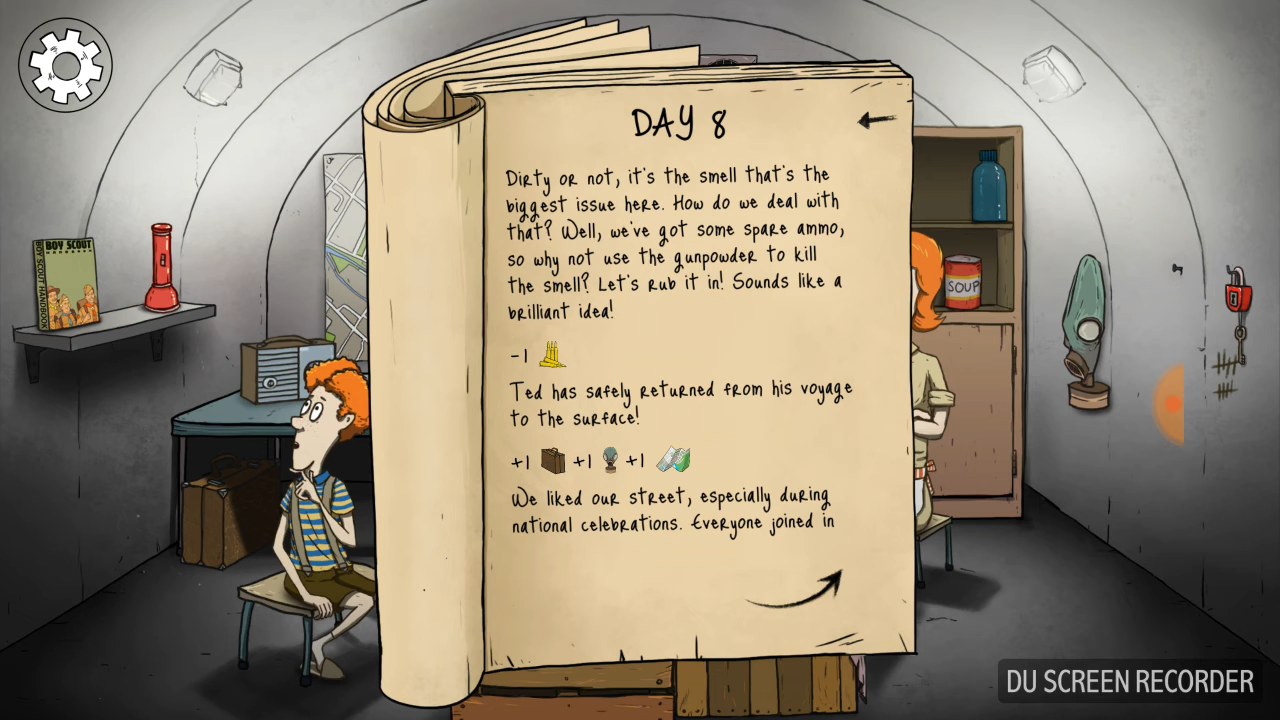 DAY 8
Dirty or not, it's the smell that's the
biggest issue here. How do we deal with
that? Well, we've got some spare ammo,
so why not use the gunpowder to kill
the smell? Let's rub it in! Sounds like a
brilliant idea!
-1
Ted has safely returned from his voyage
to the surface!
+1 +1 +1
We liked our street, especially during
national celebrations. Everyone joined in
BOY SCOUT
BOY SCOUT HANDBOOK
SOUP
DU SCREEN RECORDER